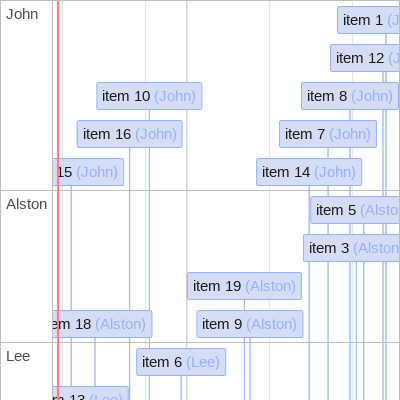 John
item 1 (J
item 12 (J
item 10 (John)
item 8 (John)
item 16 (John)
item 7 (John)
15 (John)
item 14 (John)
Alston
item 5 (Alsto
item 3 (Alston
item 19 (Alston)
em 18 (Alston)
item 9 (Alston)
Lee
item 6 (Lee)
13 (Lee)